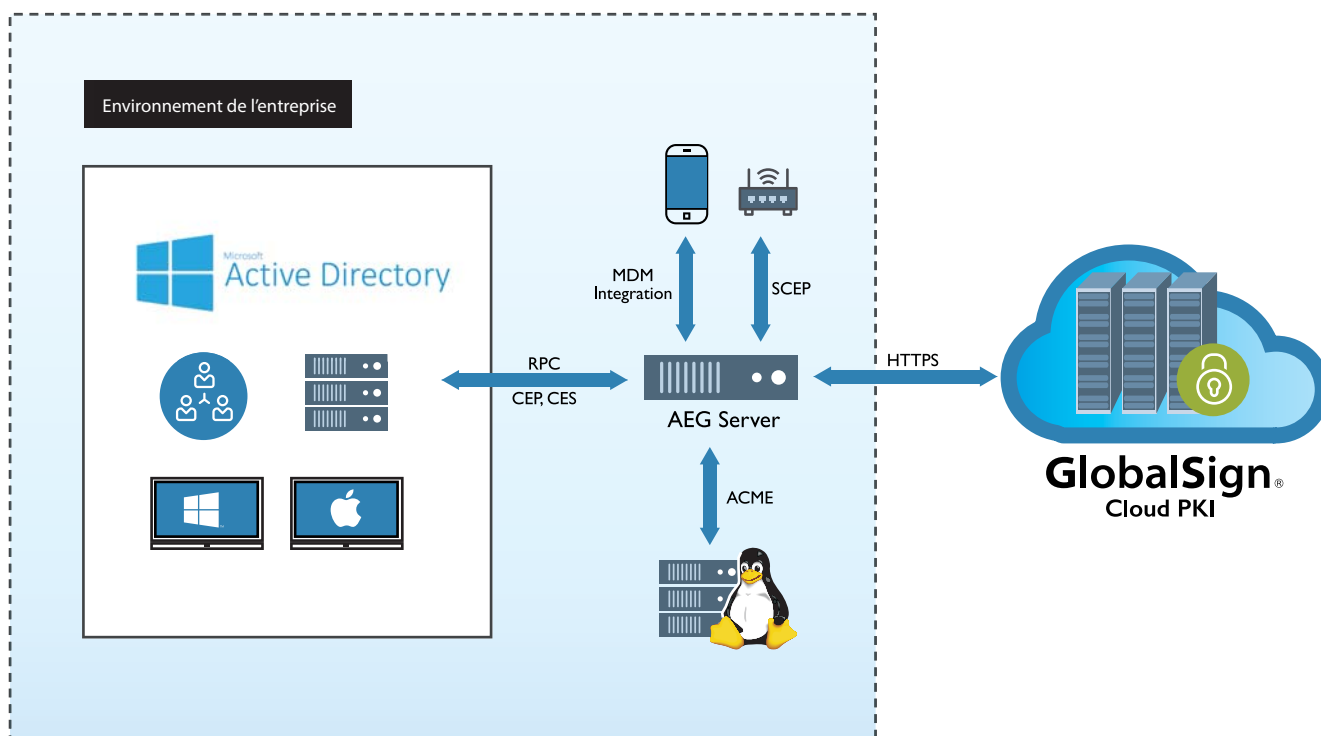 Environnement de l’entreprise
Microsoft
Active Directory
MDM
Integration
SCEP
RPC
CEP, CES
HTTPS
AEG Server
ACME
GlobalSign®
Cloud PKI